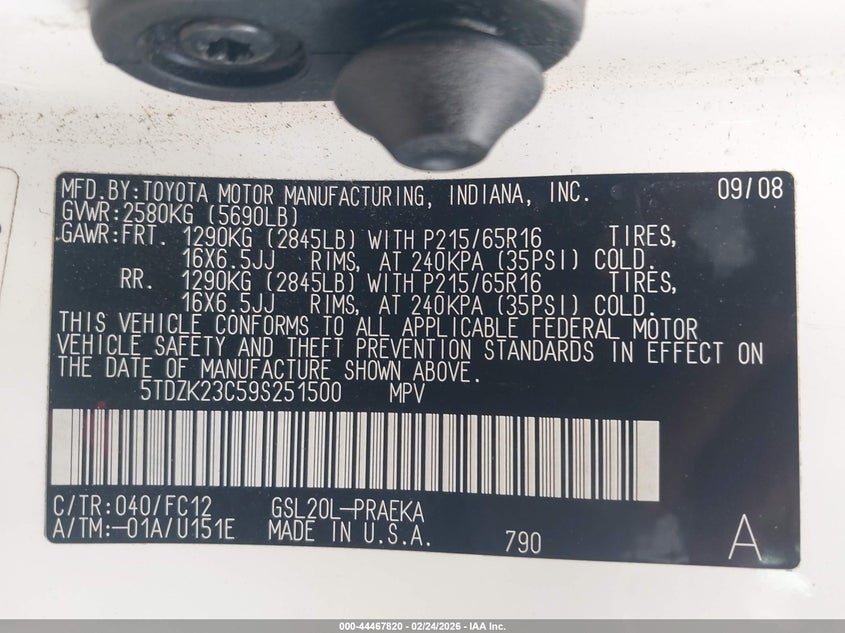 MFD.BY:TOYOTA MOTOR MANUFACTURING, INDIANA, INC. 09/08
GVWR:2580KG (5690LB)
GAWR:FRT. 1290KG (2845LB) WITH P215/65R16 TIRES,
16X6.5JJ RIMS, AT 240KPA (35PSI) COLD.
RR. 1290KG (2845LB) WITH P215/65R16 TIRES,
16X6.5JJ RIMS, AT 240KPA (35PSI) COLD.
THIS VEHICLE CONFORMS TO ALL APPLICABLE FEDERAL MOTOR
VEHICLE SAFETY AND THEFT PREVENTION STANDARDS IN EFFECT ON
THE DATE OF MANUFACTURE SHOWN ABOVE.
5TDZK23C59S251500 MPV
C/TR:040/FC12 GSL20L-PRAEKA
A/TM:-01A/U151E MADE IN U.S.A. 790 A
000-44467820 - 02/24/2026 - IAA Inc.